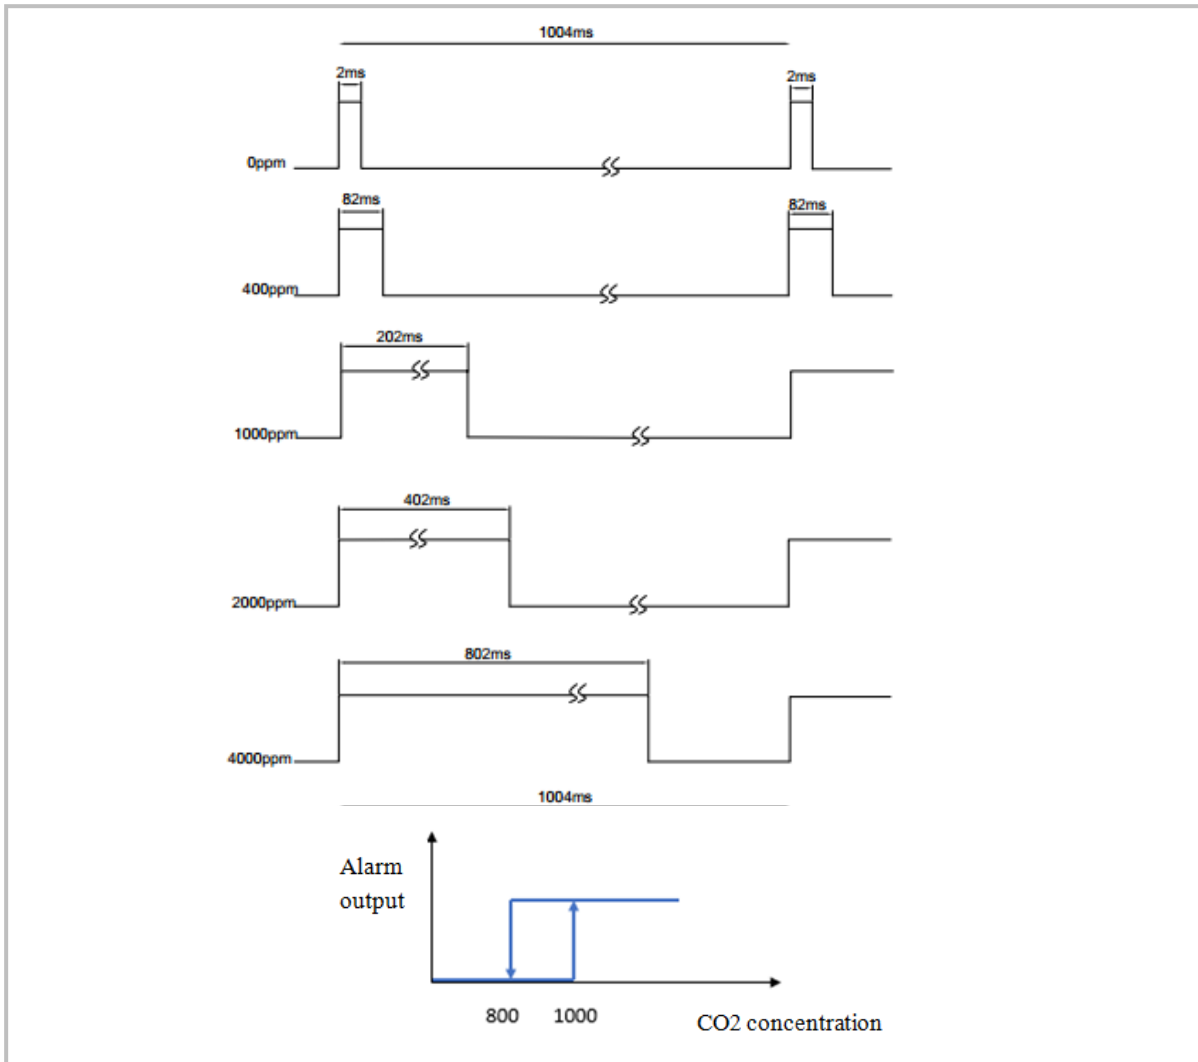 1004ms
2ms 2ms
0ppm
82ms 82ms
400ppm
202ms
1000ppm
402ms
2000ppm
802ms
4000ppm
1004ms
Alarm
output
800 1000
CO2 concentration